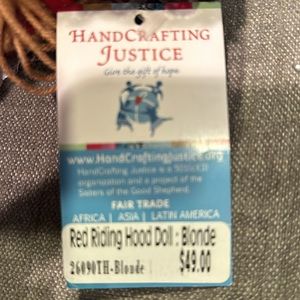 HANDCRAFTING
JUSTICE
Give the gift of hope
www.HandCraftingJustice.org
HandCrafting Justice is a 501(c)(3)
organization and a project of the
Sisters of the Good Shepherd.
FAIR TRADE
AFRICA | ASIA | LATIN AMERICA
Red Riding Hood Doll : Blonde
26090TH-Blonde $49.00